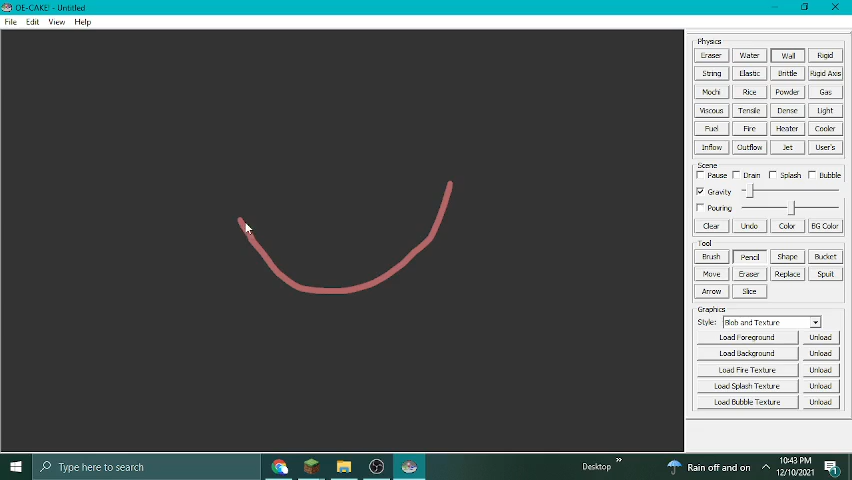 OE-CAKE! - Untitled
File Edit View Help
Physics
Eraser Water Wall Rigid
String Elastic Brittle Rigid Axis
Mochi Rice Powder Gas
Viscous Tensile Dense Light
Fuel Fire Heater Cooler
Inflow Outflow Jet User's
Scene
Pause Drain Splash Bubble
Gravity
Pouring
Clear Undo Color BG Color
Tool
Brush Pencil Shape Bucket
Move Eraser Replace Spuit
Arrow Slice
Graphics
Style: Blob and Texture
Load Foreground Unload
Load Background Unload
Load Fire Texture Unload
Load Splash Texture Unload
Load Bubble Texture Unload
Type here to search Desktop » Rain off and on 10:43 PM
12/10/2021 1